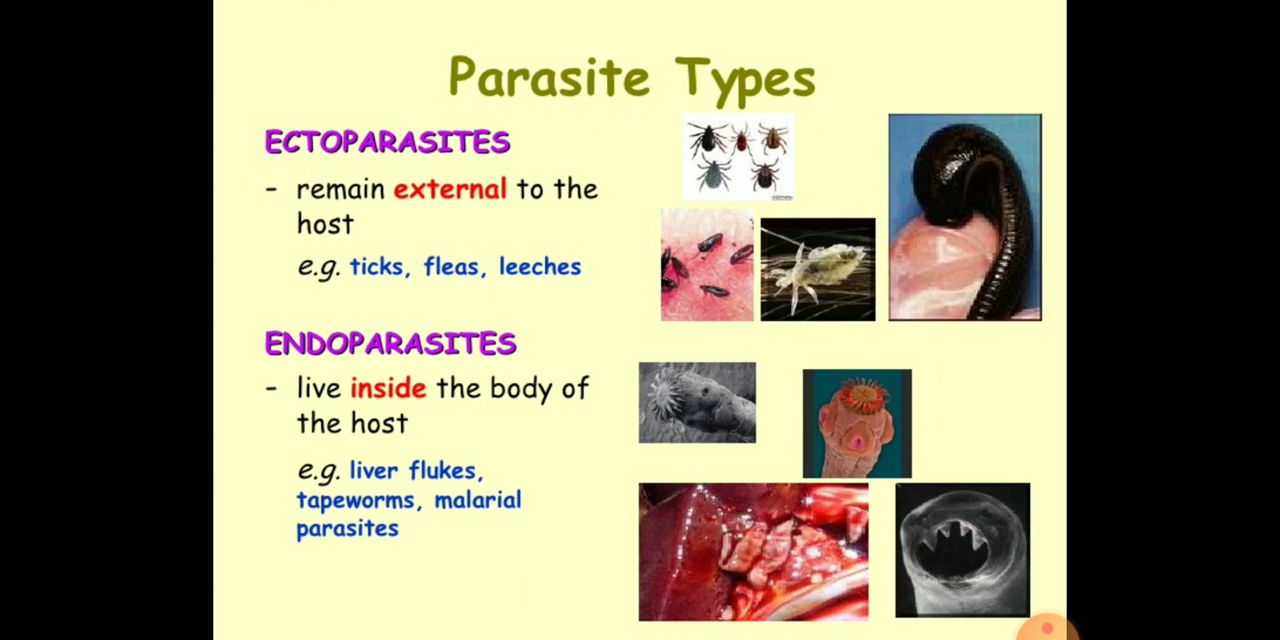 Parasite Types
ECTOPARASITES
- remain external to the
host
e.g. ticks, fleas, leeches
ENDOPARASITES
- live inside the body of
the host
e.g. liver flukes,
tapeworms, malarial
parasites